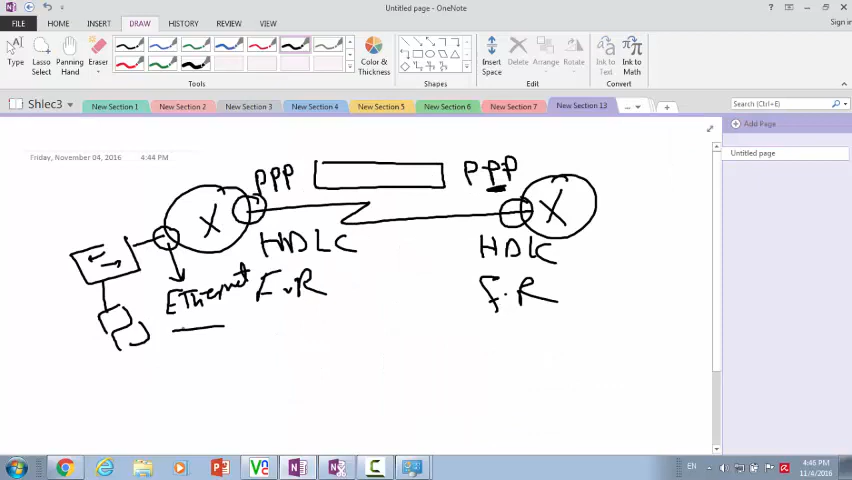 Untitled page - OneNote
FILE HOME INSERT DRAW HISTORY REVIEW VIEW
Sign in
Type Lasso Select Panning Hand Eraser Color & Thickness Insert Space Delete Arrange Rotate Ink to Text Ink to Math
Tools Shapes Edit Convert
Shlec3 New Section 1 New Section 2 New Section 3 New Section 4 New Section 5 New Section 6 New Section 7 New Section 13 ... Search (Ctrl+E)
Add Page
Untitled page
Friday, November 04, 2016 4:44 PM
PPP PPP
X X
HDLC HDLC
Ethernet F.R F.R
EN 4:46 PM
11/4/2016